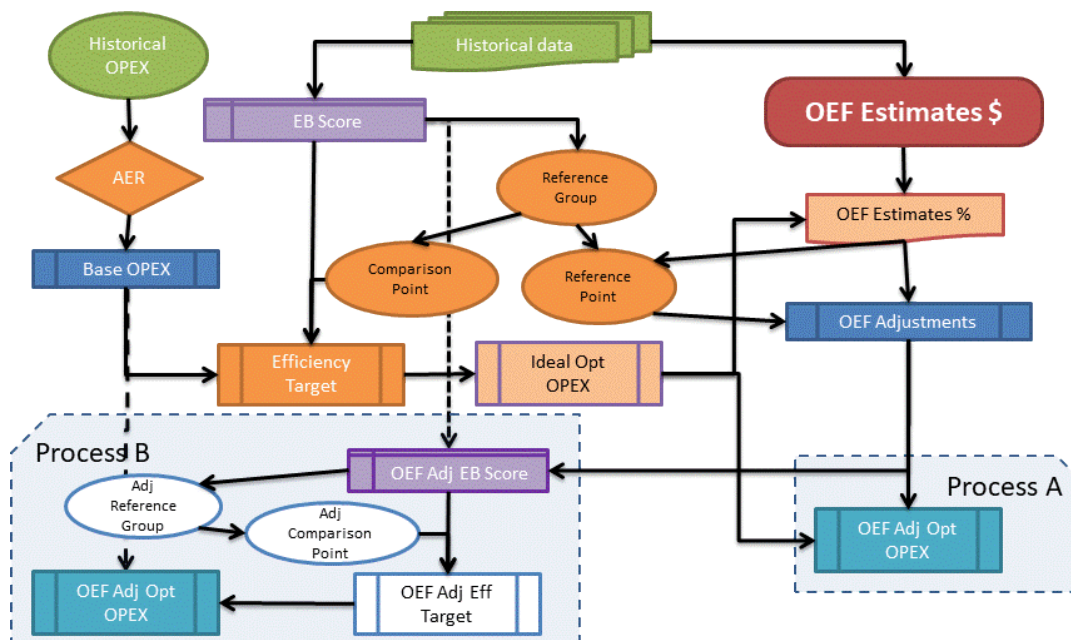 Historical
OPEX
Historical data
OEF Estimates $
EB Score
AER
Reference
Group
OEF Estimates %
Base OPEX
Comparison
Point
Reference
Point
OEF Adjustments
Efficiency
Target
Ideal Opt
OPEX
Process B
OEF Adj EB Score
Process A
Adj
Reference
Group
Adj
Comparison
Point
OEF Adj Opt
OPEX
OEF Adj Opt
OPEX
OEF Adj Eff
Target